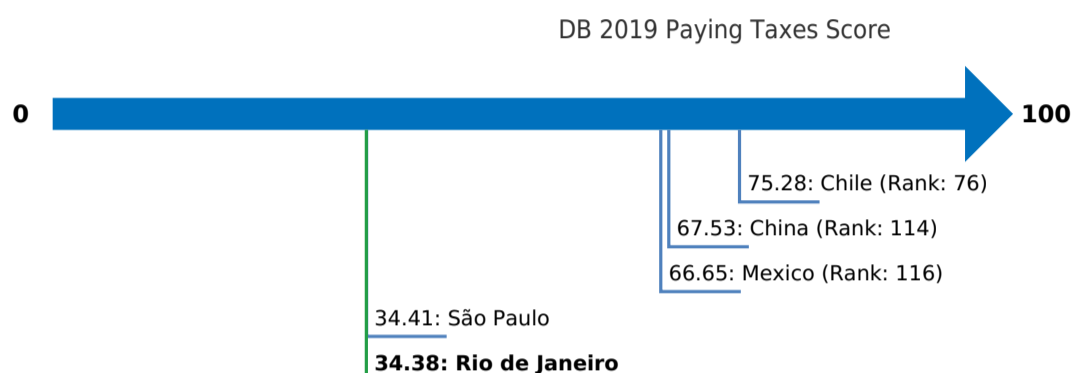 DB 2019 Paying Taxes Score
0
100
75.28: Chile (Rank: 76)
67.53: China (Rank: 114)
66.65: Mexico (Rank: 116)
34.41: São Paulo
34.38: Rio de Janeiro